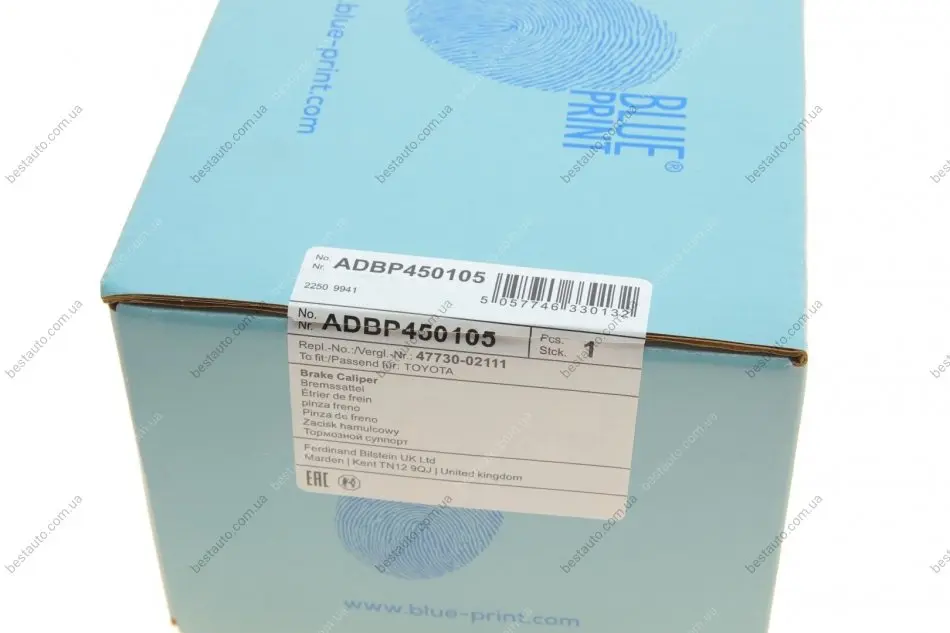 www.blue-print.com
BLUE
PRINT®
No.
Nr. ADBP450105
2250 9941
5 057746 330132
No.
Nr. ADBP450105
Pcs.
Stck. 1
Repl.-No.:/Vergl.-Nr.: 47730-02111
To fit:/Passend für: TOYOTA
Brake Caliper
Bremssattel
Étrier de frein
pinza freno
Pinza de freno
Zacisk hamulcowy
Тормозной суппорт
Ferdinand Bilstein UK Ltd
Marden | Kent TN12 9QJ | United kingdom
EAC
www.blue-print.com
bestauto.com.ua